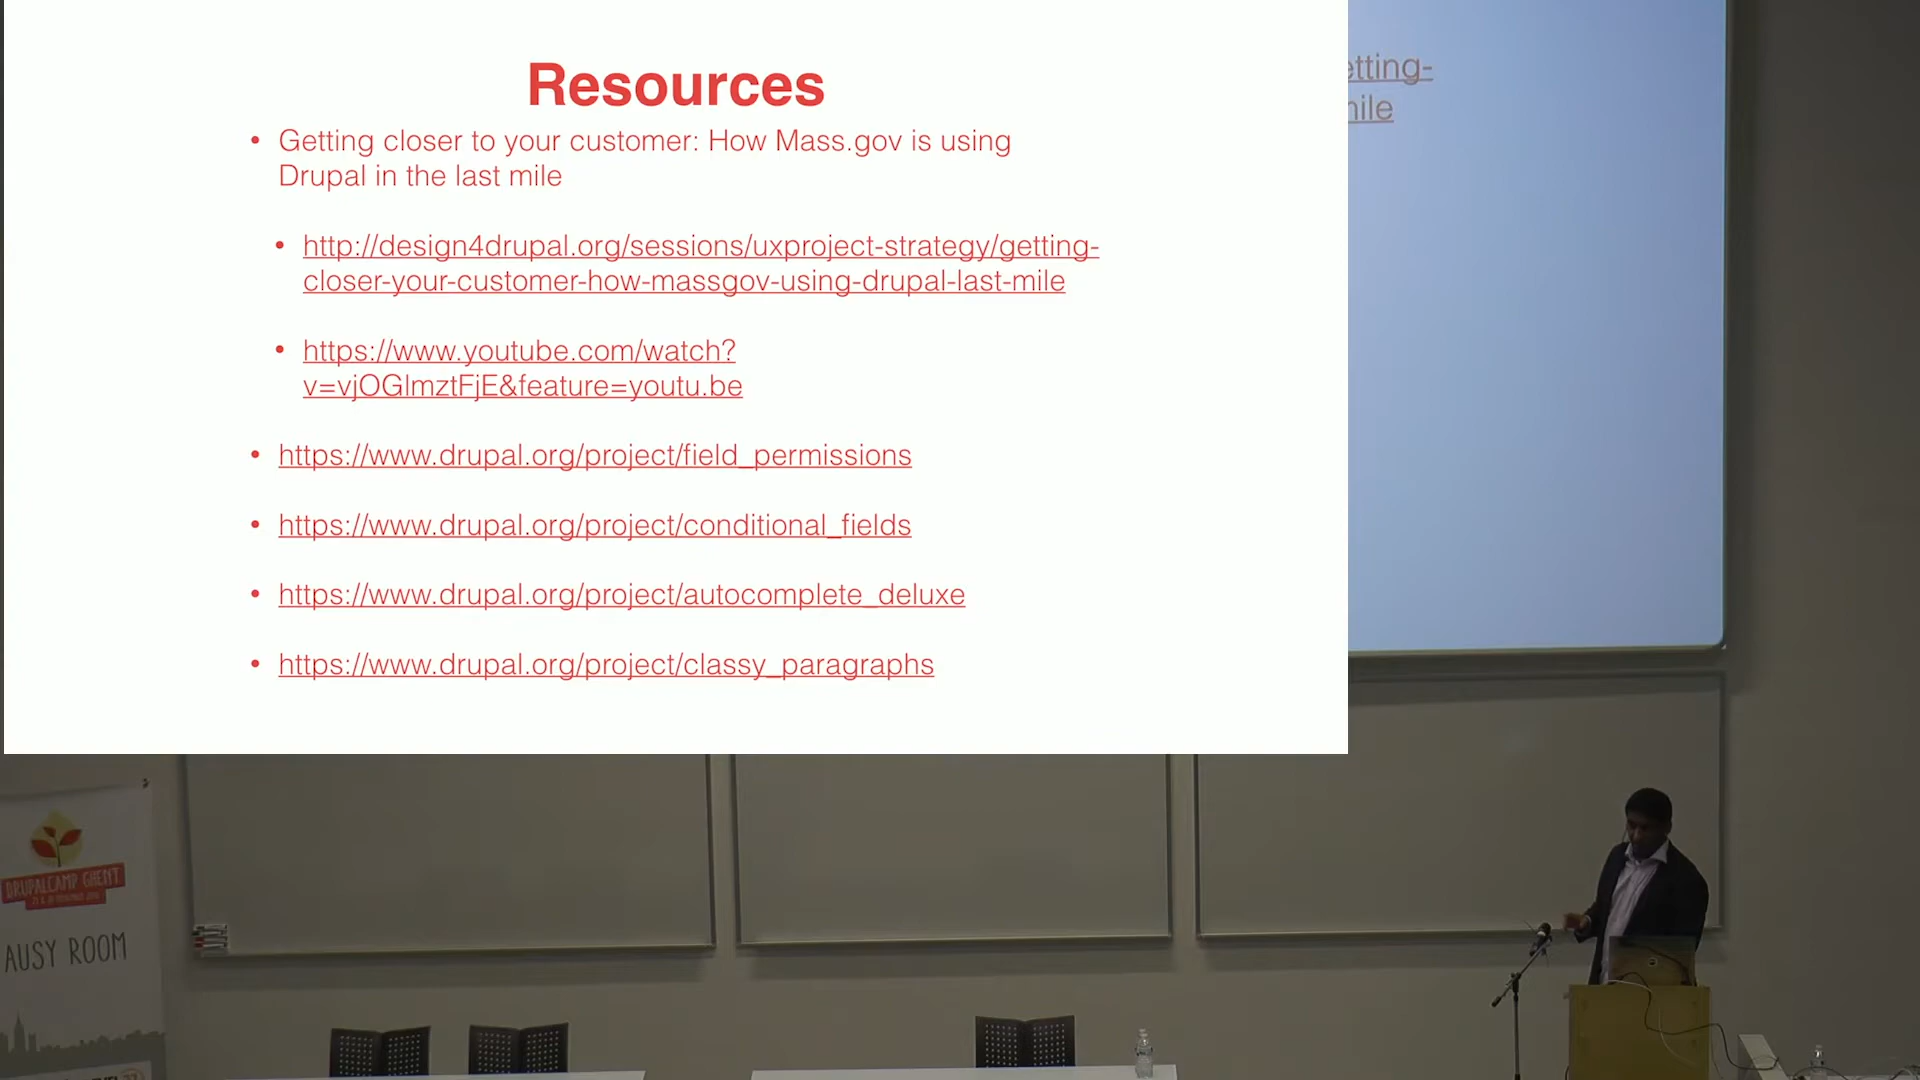 Resources
• Getting closer to your customer: How Mass.gov is using
Drupal in the last mile
• http://design4drupal.org/sessions/uxproject-strategy/getting-
closer-your-customer-how-massgov-using-drupal-last-mile
• https://www.youtube.com/watch?
v=vjOGlmztFjE&feature=youtu.be
• https://www.drupal.org/project/field_permissions
• https://www.drupal.org/project/conditional_fields
• https://www.drupal.org/project/autocomplete_deluxe
• https://www.drupal.org/project/classy_paragraphs
etting-
mile
DRUPALCAMP GHENT
AUSY ROOM